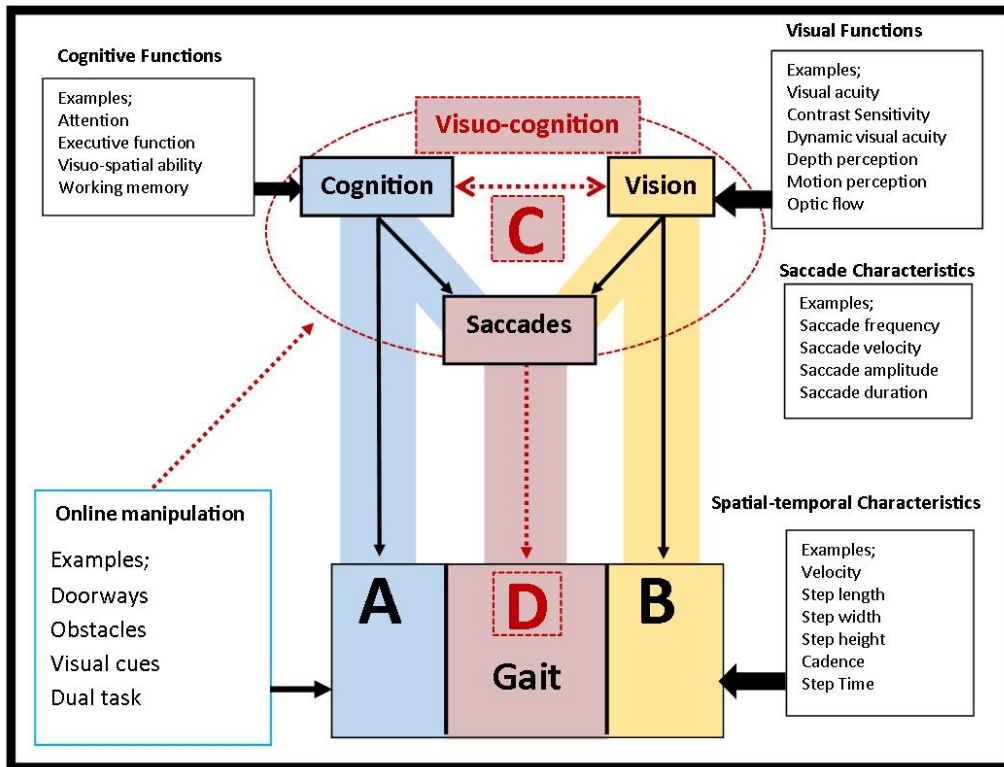 Cognitive Functions
Examples;
Attention
Executive function
Visuo-spatial ability
Working memory
Visual Functions
Examples;
Visual acuity
Contrast Sensitivity
Dynamic visual acuity
Depth perception
Motion perception
Optic flow
Visuo-cognition
Cognition
Vision
C
Saccades
Saccade Characteristics
Examples;
Saccade frequency
Saccade velocity
Saccade amplitude
Saccade duration
Online manipulation
Examples;
Doorways
Obstacles
Visual cues
Dual task
A
D
B
Gait
Spatial-temporal Characteristics
Examples;
Velocity
Step length
Step width
Step height
Cadence
Step Time